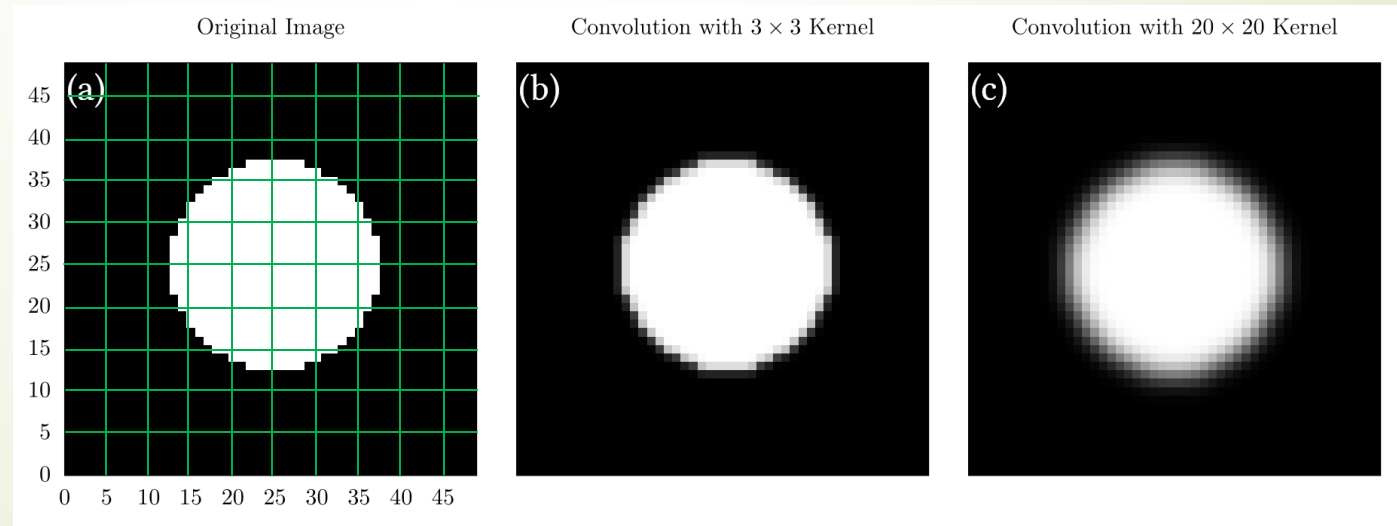 Original Image
Convolution with 3 × 3 Kernel
Convolution with 20 × 20 Kernel
(a)
(b)
(c)
45
40
35
30
25
20
15
10
5
0
0 5 10 15 20 25 30 35 40 45